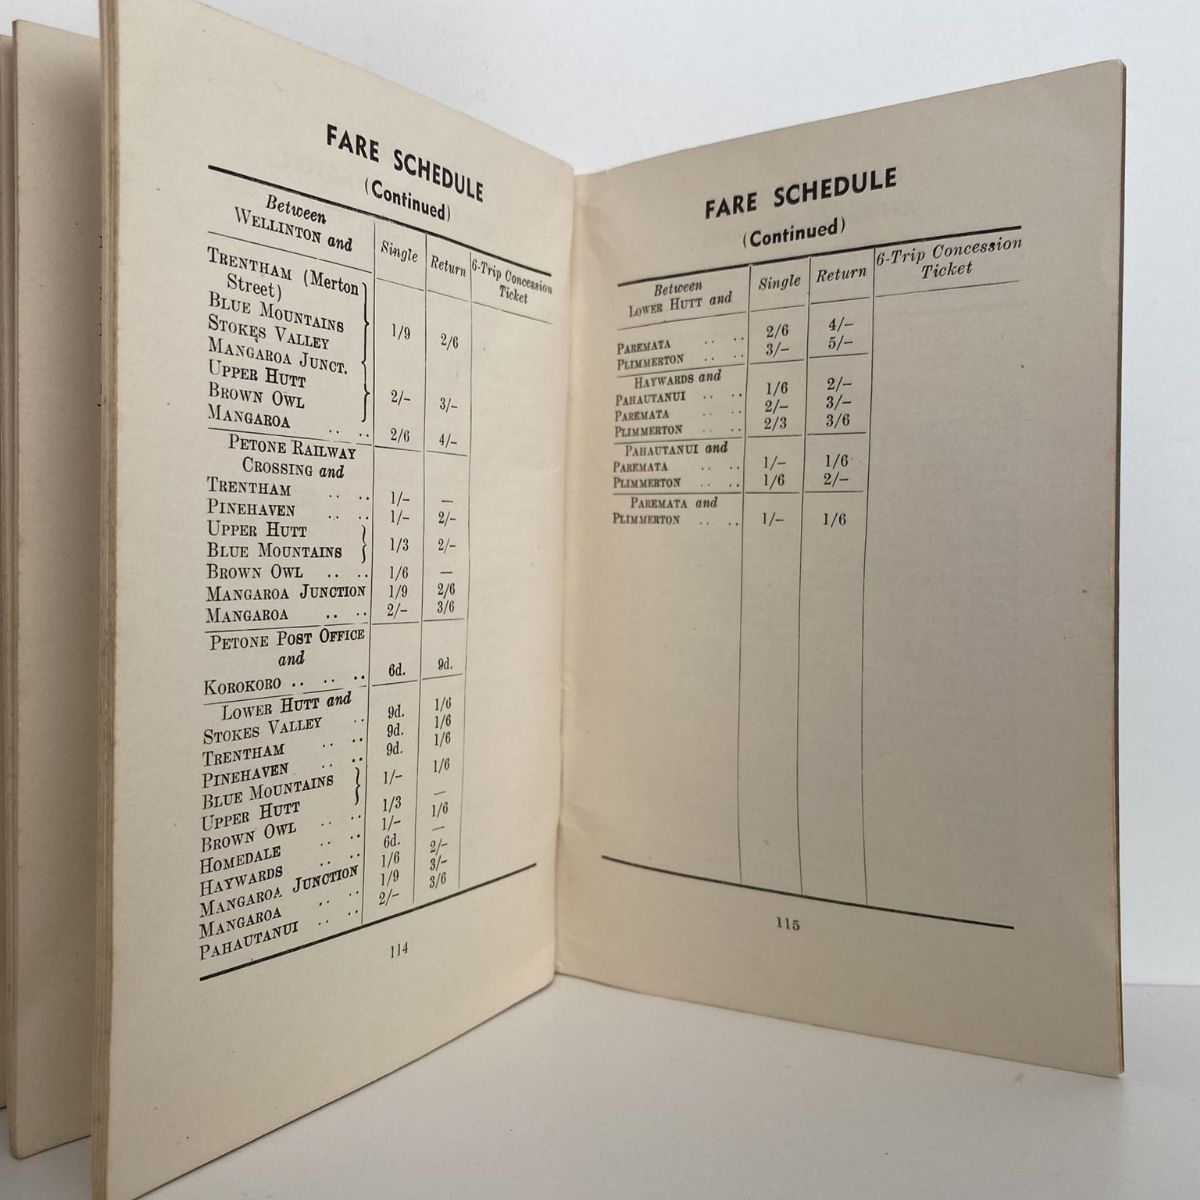 FARE SCHEDULE
(Continued)
Between
WELLINTON and
Single
Return
6-Trip Concession
Ticket
TRENTHAM (Merton
Street)
BLUE MOUNTAINS
STOKES VALLEY
MANGAROA JUNCT.
1/9 2/6
UPPER HUTT
BROWN OWL
2/– 3/–
MANGAROA .. .. 2/6 4/–
PETONE RAILWAY
CROSSING and
TRENTHAM .. .. 1/– —
PINEHAVEN .. .. 1/– 2/–
UPPER HUTT
BLUE MOUNTAINS
1/3 2/–
BROWN OWL .. .. 1/6 —
MANGAROA JUNCTION 1/9 2/6
MANGAROA .. .. 2/– 3/6
PETONE POST OFFICE
and
KOROKORO .. .. .. 6d. 9d.
LOWER HUTT and
STOKES VALLEY .. 9d. 1/6
TRENTHAM .. .. 9d. 1/6
PINEHAVEN .. .. 9d. 1/6
BLUE MOUNTAINS
UPPER HUTT
1/– 1/6
BROWN OWL .. .. 1/3 —
HOMEDALE .. .. 1/– 1/6
HAYWARDS .. .. 6d. —
MANGAROA JUNCTION 1/6 2/–
MANGAROA .. .. 1/9 3/–
PAHAUTANUI .. .. 2/– 3/6
114
FARE SCHEDULE
(Continued)
Between
LOWER HUTT and
Single
Return
6-Trip Concession
Ticket
PAREMATA .. .. 2/6 4/–
PLIMMERTON .. .. 3/– 5/–
HAYWARDS and
PAHAUTANUI .. .. 1/6 2/–
PAREMATA .. .. 2/– 3/–
PLIMMERTON .. .. 2/3 3/6
PAHAUTANUI and
PAREMATA .. .. 1/– 1/6
PLIMMERTON .. .. 1/6 2/–
PAREMATA and
PLIMMERTON .. .. 1/– 1/6
115